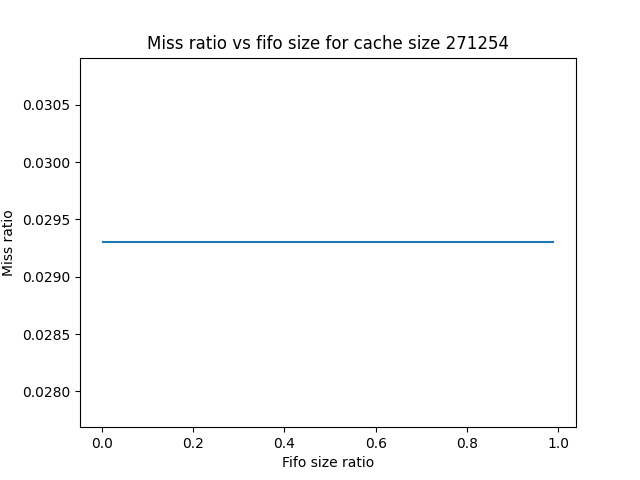 Miss ratio vs fifo size for cache size 271254
0.0305
0.0300
0.0295
0.0290
0.0285
0.0280
Miss ratio
0.0 0.2 0.4 0.6 0.8 1.0
Fifo size ratio